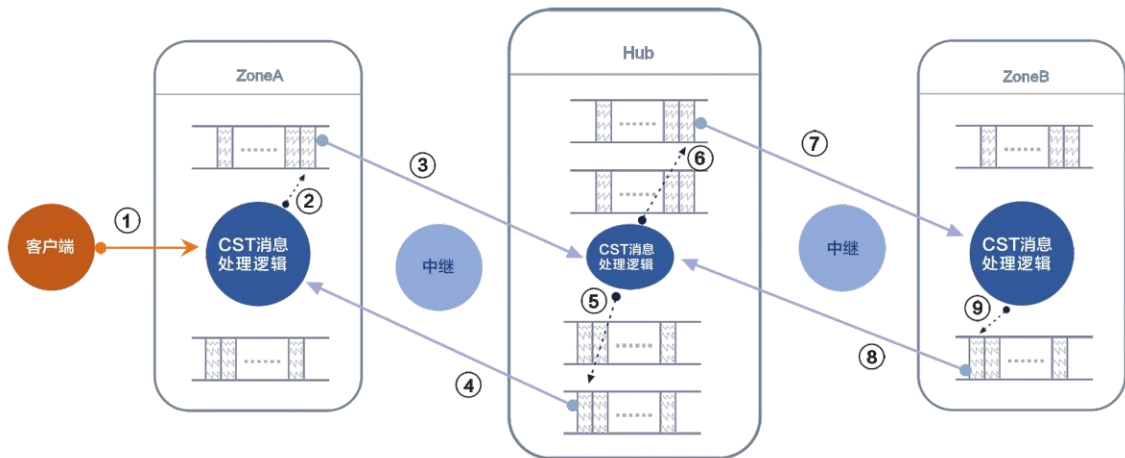 Hub
ZoneA
ZoneB
......
......
......
......
......
③
⑦
⑥
②
①
客户端
CST消息
处理逻辑
中继
CST消息
处理逻辑
中继
CST消息
处理逻辑
⑤
⑨
......
......
......
④
⑧
......